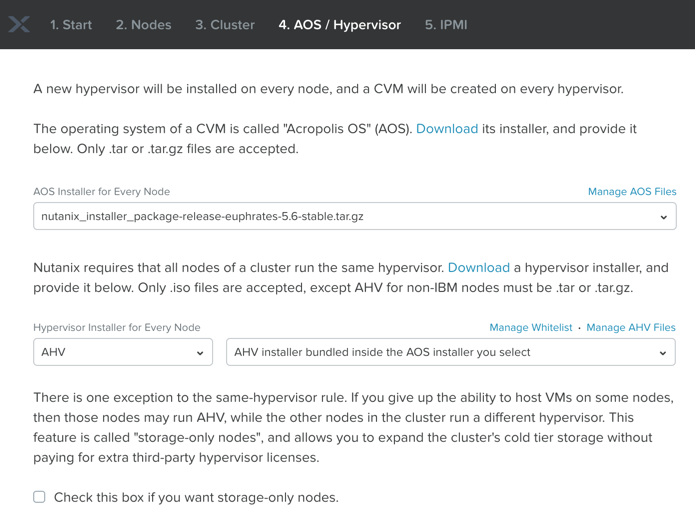 1. Start 2. Nodes 3. Cluster 4. AOS / Hypervisor 5. IPMI
A new hypervisor will be installed on every node, and a CVM will be created on every hypervisor.
The operating system of a CVM is called "Acropolis OS" (AOS). Download its installer, and provide it
below. Only .tar or .tar.gz files are accepted.
AOS Installer for Every Node Manage AOS Files
nutanix_installer_package-release-euphrates-5.6-stable.tar.gz
Nutanix requires that all nodes of a cluster run the same hypervisor. Download a hypervisor installer, and
provide it below. Only .iso files are accepted, except AHV for non-IBM nodes must be .tar or .tar.gz.
Hypervisor Installer for Every Node Manage Whitelist • Manage AHV Files
AHV AHV installer bundled inside the AOS installer you select
There is one exception to the same-hypervisor rule. If you give up the ability to host VMs on some nodes,
then those nodes may run AHV, while the other nodes in the cluster run a different hypervisor. This
feature is called "storage-only nodes", and allows you to expand the cluster's cold tier storage without
paying for extra third-party hypervisor licenses.
Check this box if you want storage-only nodes.